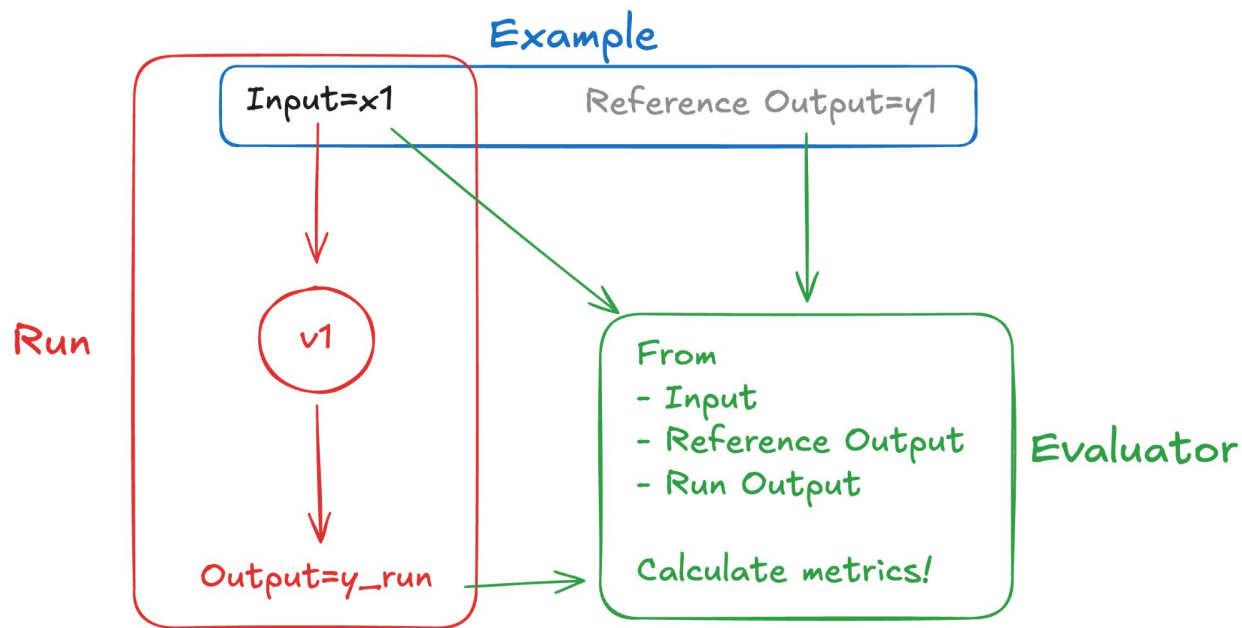 Example
Input=x1
Reference Output=y1
Run
v1
Output=y_run
From
- Input
- Reference Output
- Run Output
Calculate metrics!
Evaluator